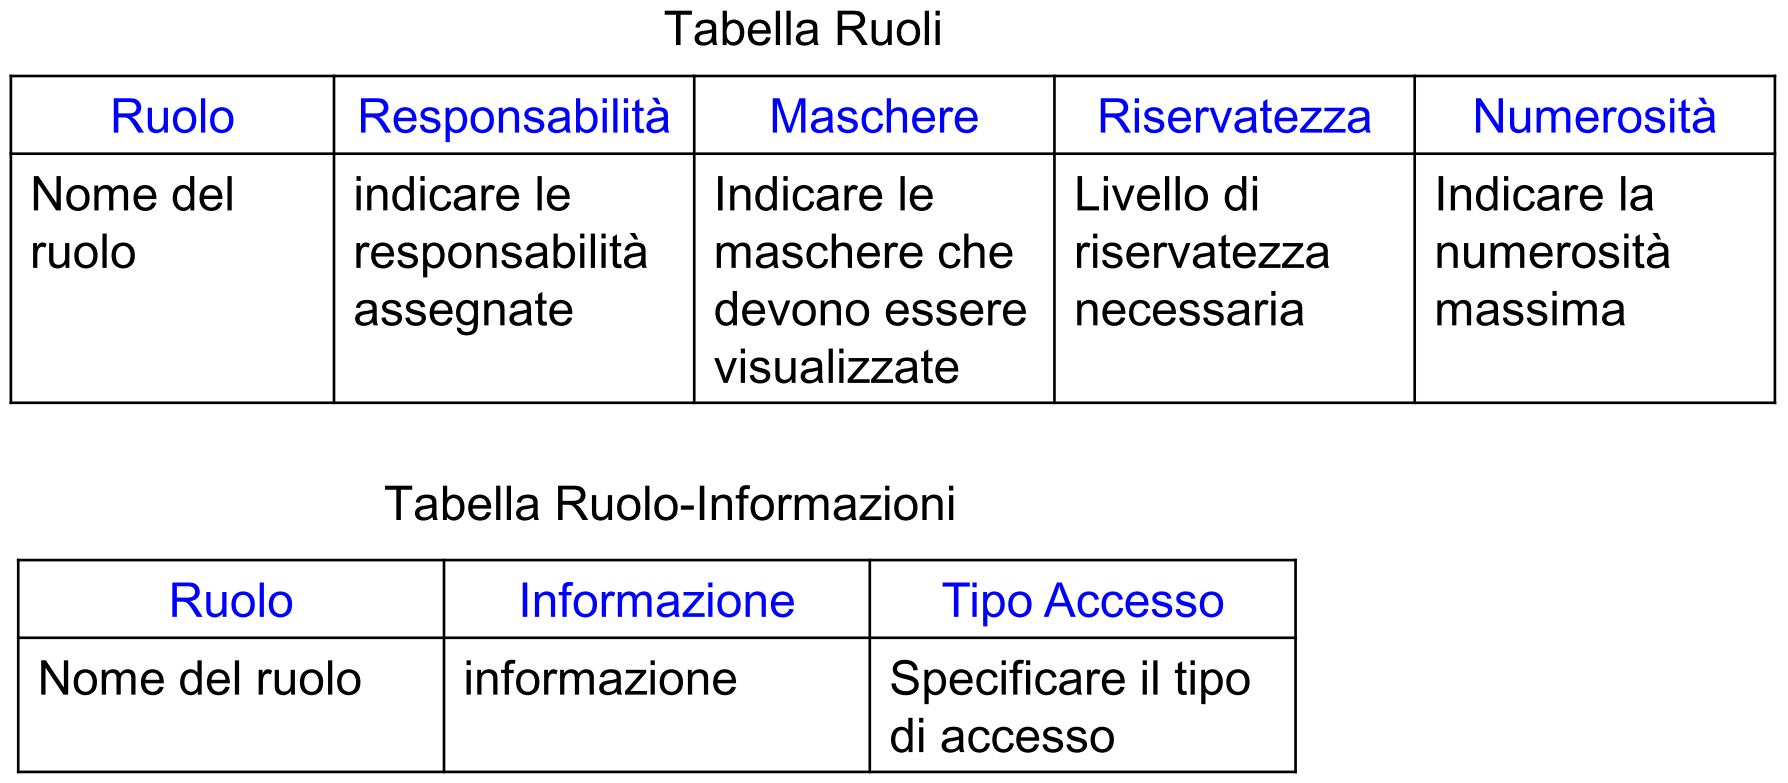 Tabella Ruoli
Ruolo Responsabilità Maschere Riservatezza Numerosità
Nome del indicare le Indicare le Livello di Indicare la
ruolo responsabilità maschere che riservatezza numerosità
assegnate devono essere necessaria massima
visualizzate
Tabella Ruolo-Informazioni
Ruolo Informazione Tipo Accesso
Nome del ruolo informazione Specificare il tipo
di accesso